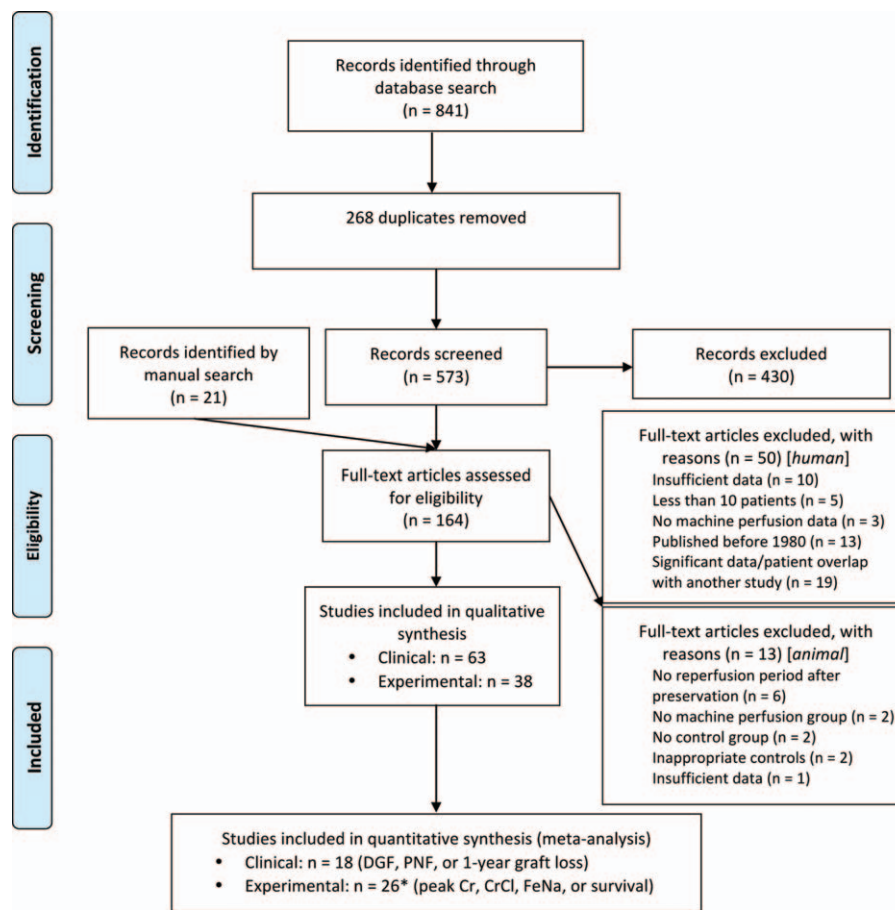 Identification
Records identified through
database search
(n = 841)
268 duplicates removed
Screening
Records identified by
manual search
(n = 21)
Records screened
(n = 573)
Records excluded
(n = 430)
Eligibility
Full-text articles assessed
for eligibility
(n = 164)
Full-text articles excluded, with
reasons (n = 50) [human]
Insufficient data (n = 10)
Less than 10 patients (n = 5)
No machine perfusion data (n = 3)
Published before 1980 (n = 13)
Significant data/patient overlap
with another study (n = 19)
Studies included in qualitative
synthesis
• Clinical: n = 63
• Experimental: n = 38
Full-text articles excluded, with
reasons (n = 13) [animal]
No reperfusion period after
preservation (n = 6)
No machine perfusion group (n = 2)
No control group (n = 2)
Inappropriate controls (n = 2)
Insufficient data (n = 1)
Included
Studies included in quantitative synthesis (meta-analysis)
• Clinical: n = 18 (DGF, PNF, or 1-year graft loss)
• Experimental: n = 26* (peak Cr, CrCl, FeNa, or survival)